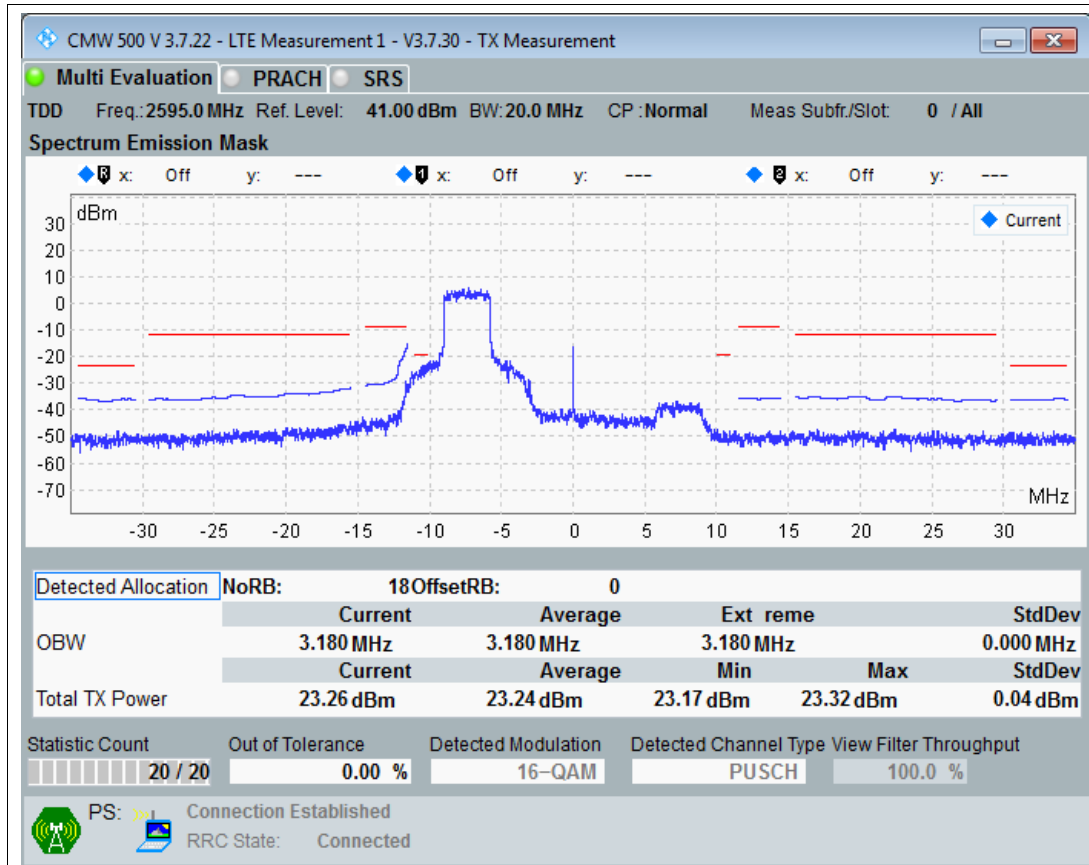 CMW 500 V 3.7.22 - LTE Measurement 1 - V3.7.30 - TX Measurement
Multi Evaluation PRACH SRS
TDD Freq.: 2595.0 MHz Ref. Level: 41.00 dBm BW: 20.0 MHz CP : Normal Meas Subfr./Slot: 0 / All
Spectrum Emission Mask
R x: Off y: --- 1 x: Off y: --- 2 x: Off y: ---
dBm
Current
30
20
10
0
-10
-20
-30
-40
-50
-60
-70
MHz
-30 -25 -20 -15 -10 -5 0 5 10 15 20 25 30
Detected Allocation NoRB: 18 OffsetRB: 0
Current Average Ext reme StdDev
OBW 3.180 MHz 3.180 MHz 3.180 MHz 0.000 MHz
Current Average Min Max StdDev
Total TX Power 23.26 dBm 23.24 dBm 23.17 dBm 23.32 dBm 0.04 dBm
Statistic Count Out of Tolerance Detected Modulation Detected Channel Type View Filter Throughput
20 / 20 0.00 % 16-QAM PUSCH 100.0 %
PS: Connection Established
RRC State: Connected